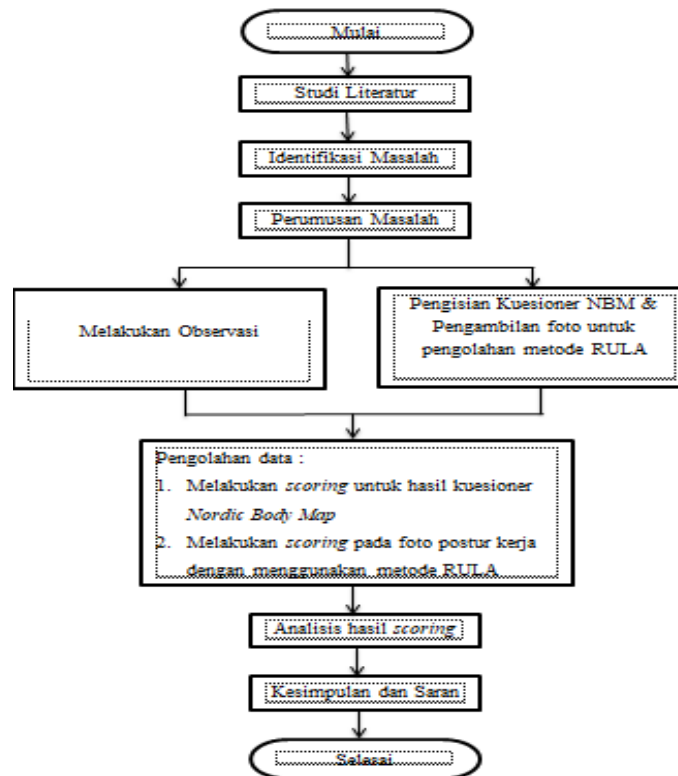 Mulai
Studi Literatur
Identifikasi Masalah
Perumusan Masalah
Melakukan Observasi
Pengisian Kuesioner NBM &
Pengambilan foto untuk
pengolahan metode RULA
Pengolahan data :
1. Melakukan scoring untuk hasil kuesioner
Nordic Body Map
2. Melakukan scoring pada foto postur kerja
dengan menggunakan metode RULA
Analisis hasil scoring
Kesimpulan dan Saran
Selesai